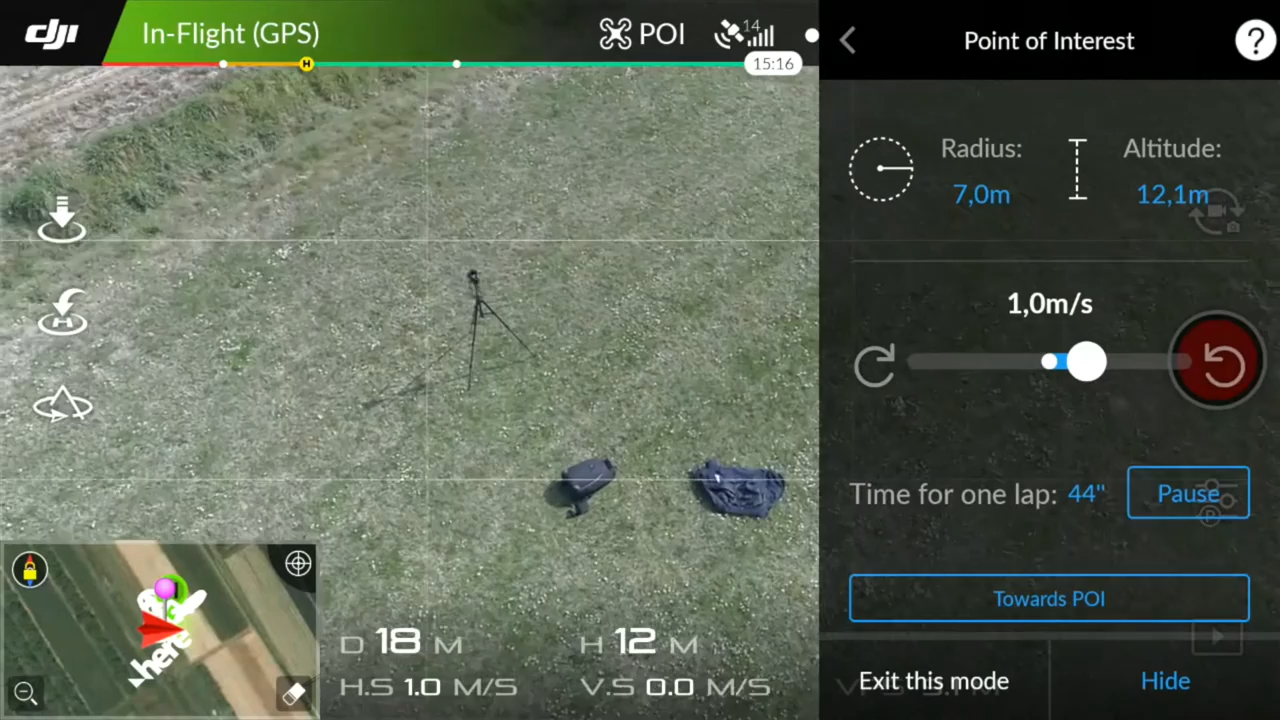 dji In-Flight (GPS) POI 14
H 15:16
Point of Interest ?
Radius: Altitude:
7,0m 12,1m
1,0m/s
Time for one lap: 44" Pause
Towards POI
here
D 18 M H 12 M
H.S 1.0 M/S V.S 0.0 M/S
Exit this mode Hide